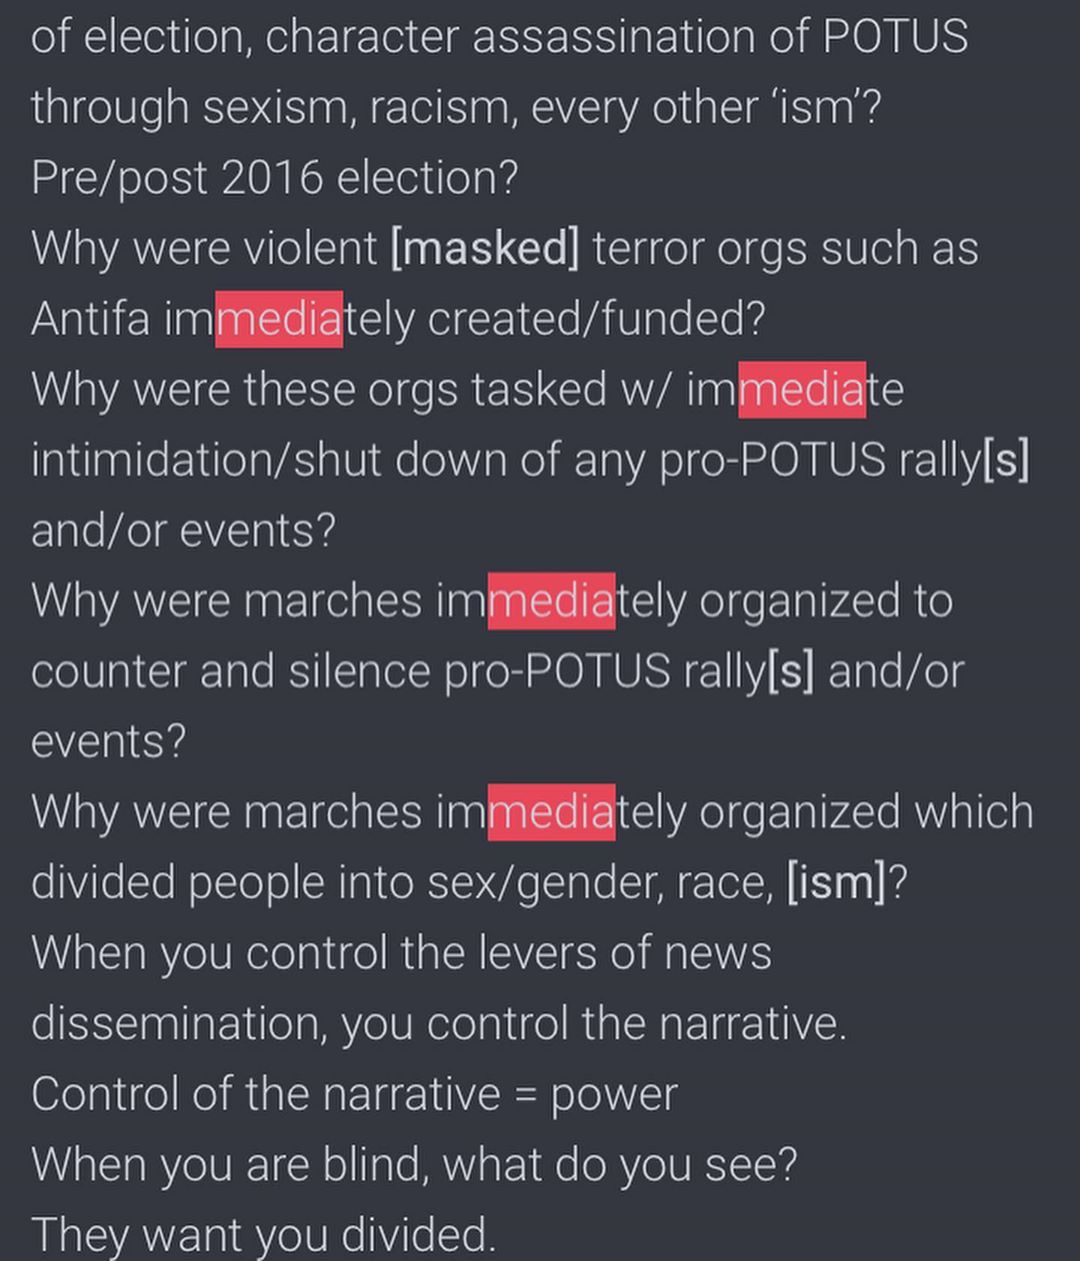 of election, character assassination of POTUS
through sexism, racism, every other ‘ism’?
Pre/post 2016 election?
Why were violent [masked] terror orgs such as
Antifa immediately created/funded?
Why were these orgs tasked w/ immediate
intimidation/shut down of any pro-POTUS rally[s]
and/or events?
Why were marches immediately organized to
counter and silence pro-POTUS rally[s] and/or
events?
Why were marches immediately organized which
divided people into sex/gender, race, [ism]?
When you control the levers of news
dissemination, you control the narrative.
Control of the narrative = power
When you are blind, what do you see?
They want you divided.